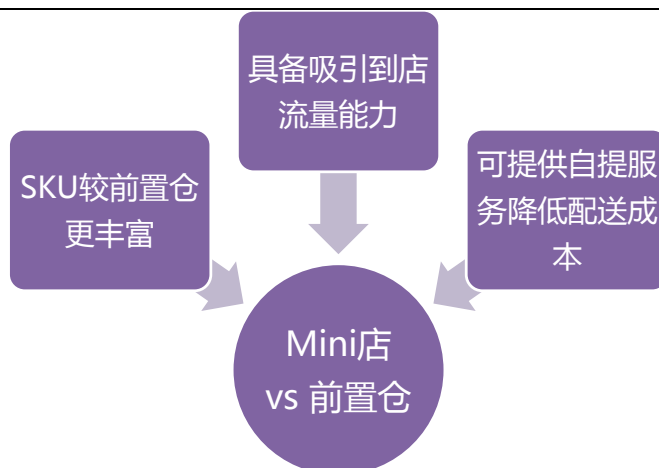 具备吸引到店
流量能力
SKU较前置仓
更丰富
可提供自提服
务降低配送成
本
Mini店
vs 前置仓